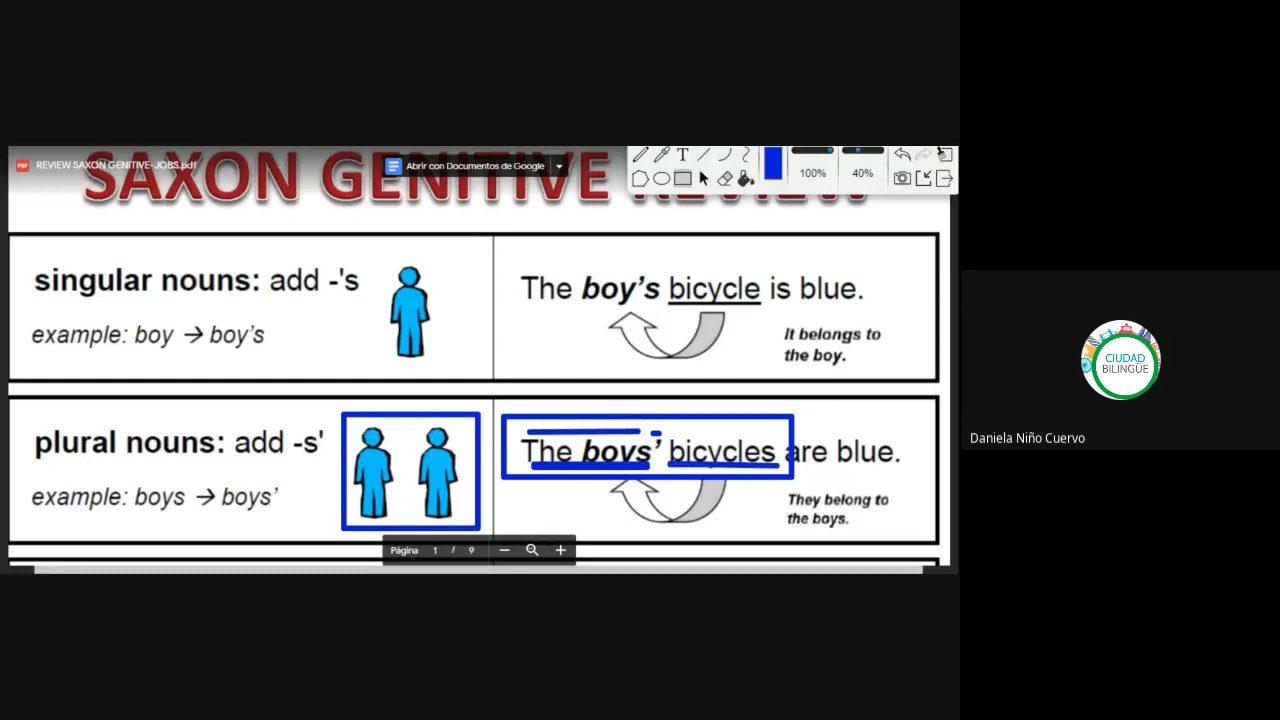 REVIEW SAXON GENITIVE-JOBS.pdf
Abrir con Documentos de Google
100%
40%
SAXON GENITIVE REVIEW
singular nouns: add -'s
example: boy → boy's
The boy's bicycle is blue.
It belongs to
the boy.
plural nouns: add -s'
example: boys → boys'
The boys' bicycles are blue.
They belong to
the boys.
Página 1 / 9
CIUDAD
BILINGÜE
Daniela Niño Cuervo